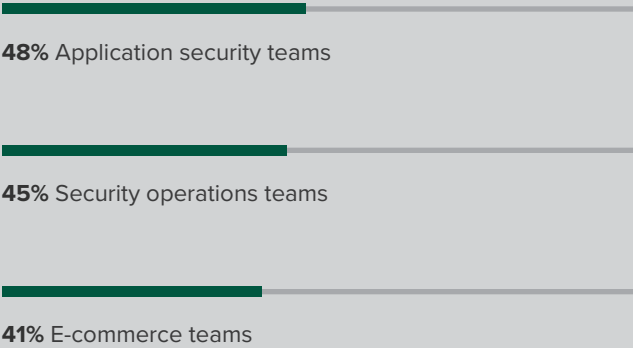 48% Application security teams
45% Security operations teams
41% E-commerce teams